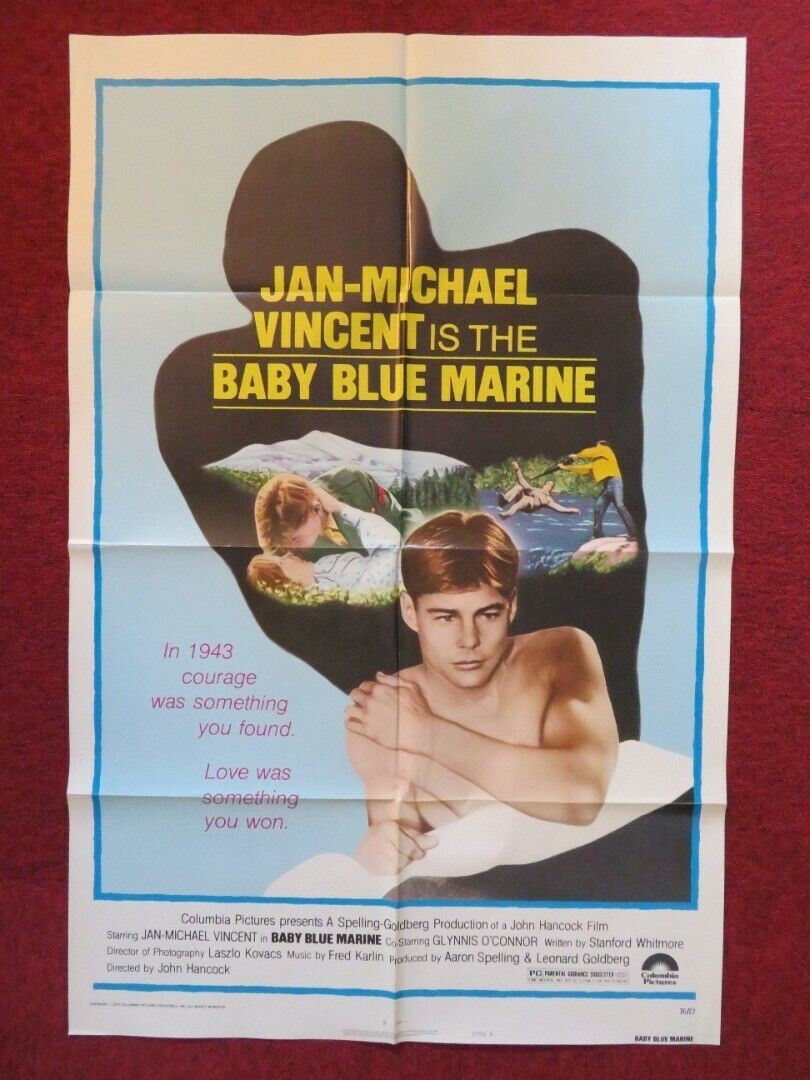 JAN-MICHAEL
VINCENT IS THE
BABY BLUE MARINE
In 1943
courage
was something
you found.
Love was
something
you won.
Columbia Pictures presents A Spelling-Goldberg Production of a John Hancock Film
Starring JAN-MICHAEL VINCENT in BABY BLUE MARINE Co-Starring GLYNNIS O'CONNOR Written by Stanford Whitmore
Director of Photography Laszlo Kovacs Music by Fred Karlin Produced by Aaron Spelling & Leonard Goldberg
Directed by John Hancock
PG PARENTAL GUIDANCE SUGGESTED
Columbia
Pictures
76/27
BABY BLUE MARINE